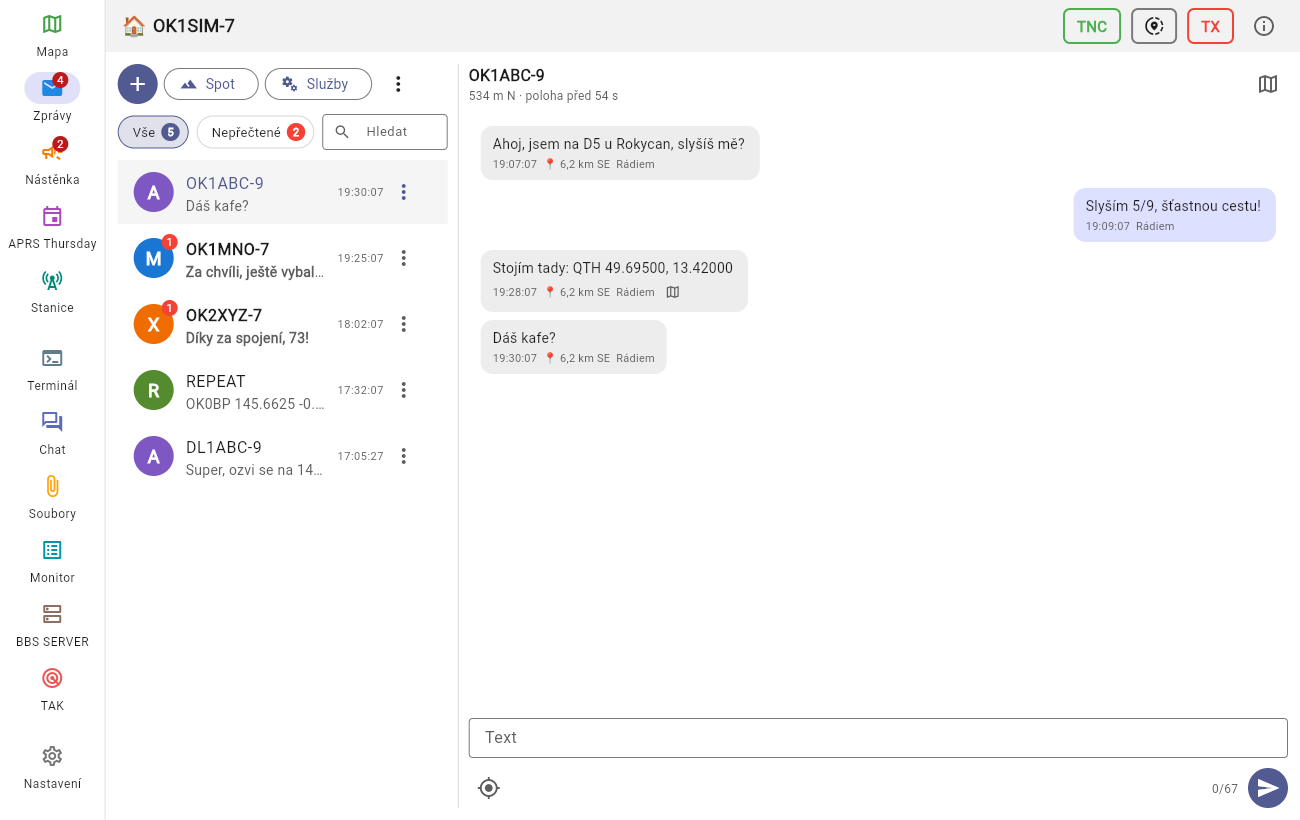 Mapa
4
Zprávy
2
Nástěnka
APRS Thursday
Stanice
Terminál
Chat
Soubory
Monitor
BBS SERVER
TAK
Nastavení
OK1SIM-7
TNC
TX
Spot
Služby
Vše 5
Nepřečtené 2
Hledat
A
OK1ABC-9
19:30:07
Dáš kafe?
M
1
OK1MNO-7
19:25:07
Za chvíli, ještě vybal…
X
1
OK2XYZ-7
18:02:07
Díky za spojení, 73!
R
REPEAT
17:32:07
OK0BP 145.6625 -0.…
A
DL1ABC-9
17:05:27
Super, ozvi se na 14…
OK1ABC-9
534 m N · poloha před 54 s
Ahoj, jsem na D5 u Rokycan, slyšíš mě?
19:07:07 📍 6,2 km SE Rádiem
Slyším 5/9, šťastnou cestu!
19:09:07 Rádiem
Stojím tady: QTH 49.69500, 13.42000
19:28:07 📍 6,2 km SE Rádiem
Dáš kafe?
19:30:07 📍 6,2 km SE Rádiem
Text
0/67